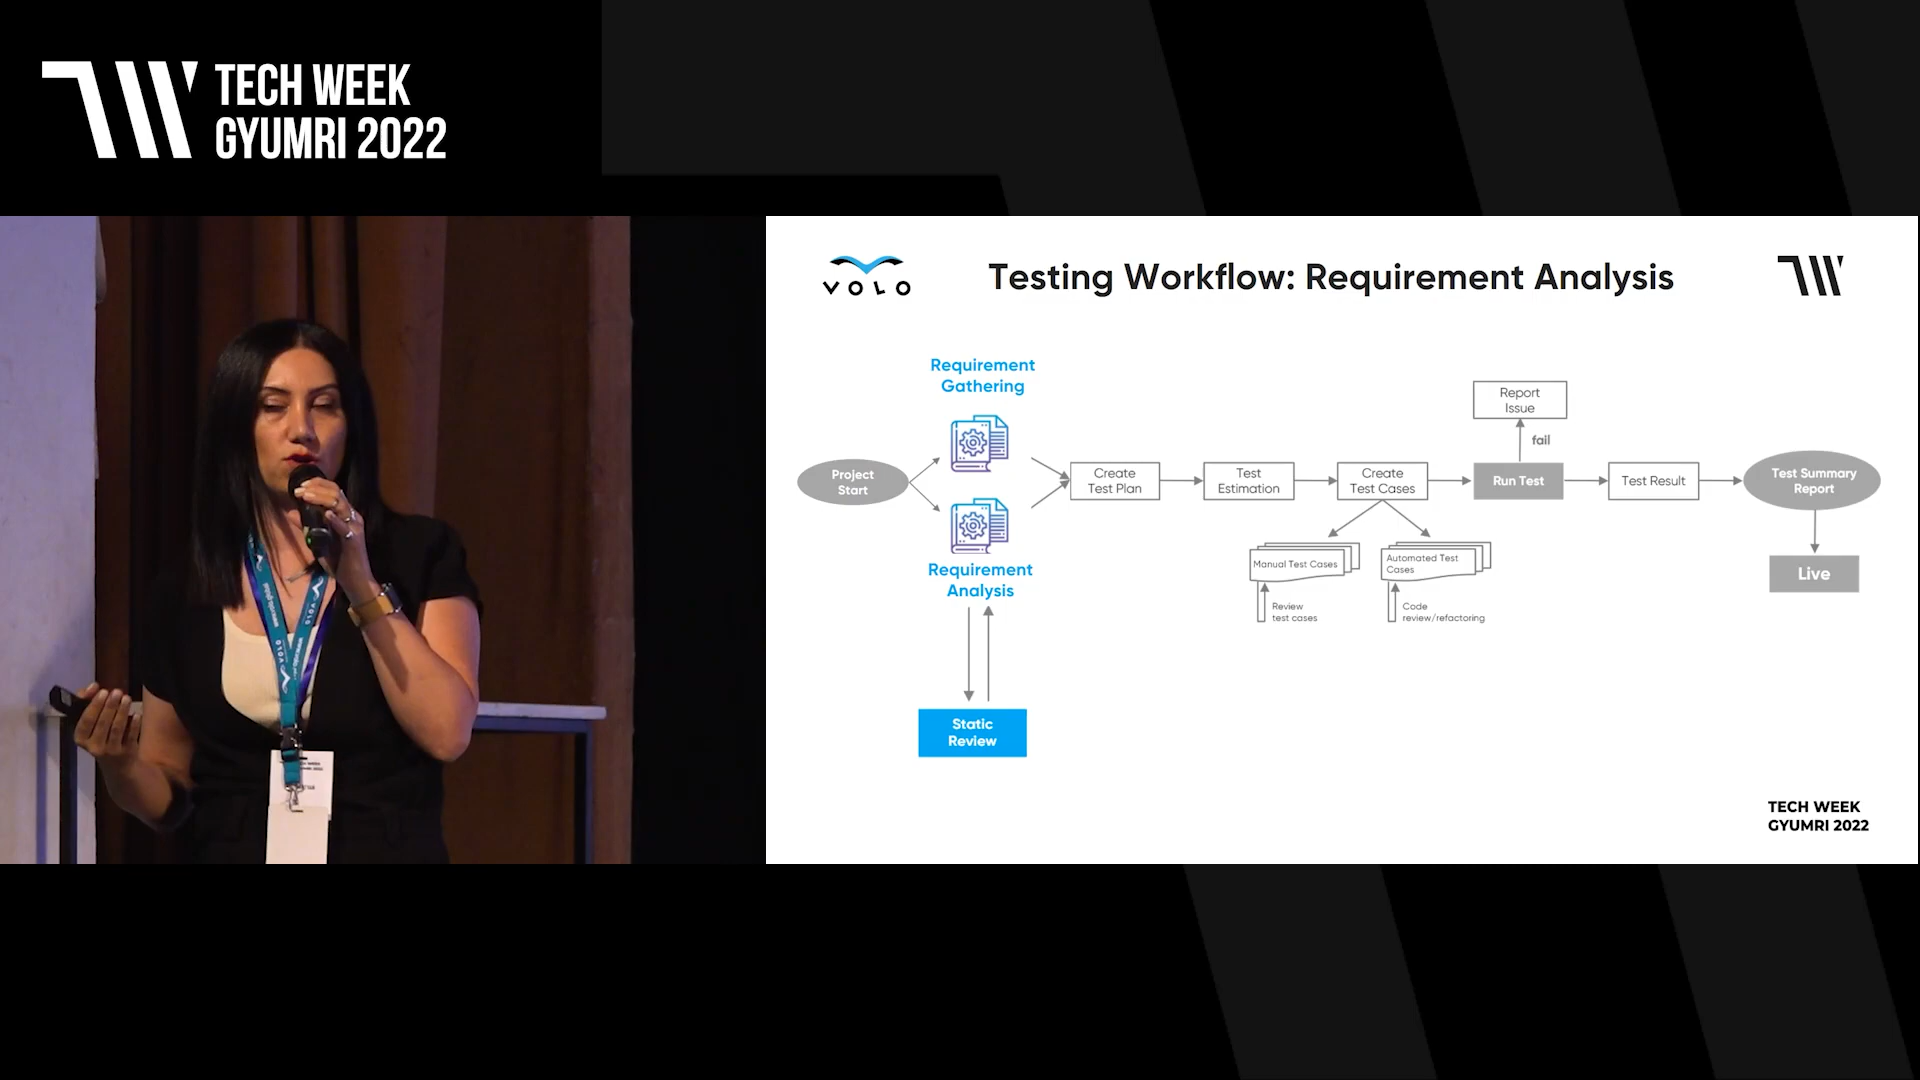 TECH WEEK
GYUMRI 2022
VOLO
Testing Workflow: Requirement Analysis
Requirement
Gathering
Project
Start
Requirement
Analysis
Static
Review
Create
Test Plan
Test
Estimation
Create
Test Cases
Manual Test Cases
Review
test cases
Automated Test
Cases
Code
review/refactoring
Report
Issue
fail
Run Test
Test Result
Test Summary
Report
Live
TECH WEEK
GYUMRI 2022
VOLO